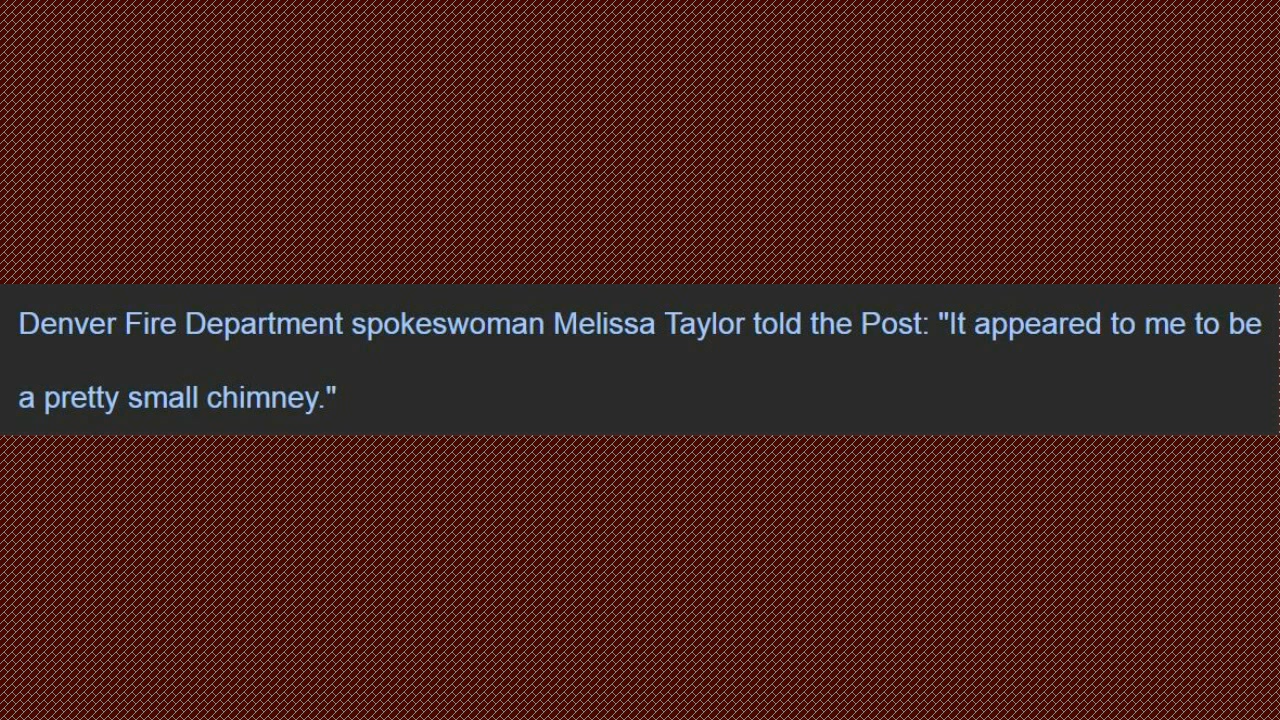 Denver Fire Department spokeswoman Melissa Taylor told the Post: "It appeared to me to be
a pretty small chimney."